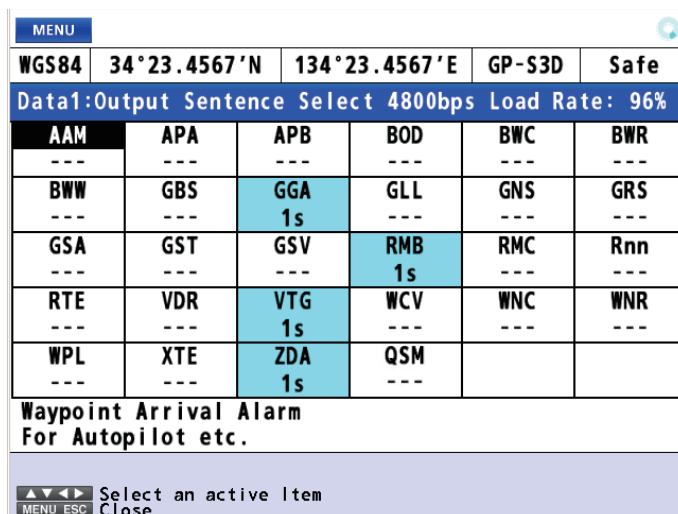 MENU
WGS84 34°23.4567'N 134°23.4567'E GP-S3D Safe
Data1:Output Sentence Select 4800bps Load Rate: 96%
AAM APA APB BOD BWC BWR
--- --- --- --- --- ---
BWW GBS GGA GLL GNS GRS
--- --- 1s --- --- ---
GSA GST GSV RMB RMC Rnn
--- --- --- 1s --- ---
RTE VDR VTG WCV WNC WNR
--- --- 1s --- --- ---
WPL XTE ZDA QSM
--- --- 1s ---
Waypoint Arrival Alarm
For Autopilot etc.
▲▼◀▶ Select an active Item
MENU ESC Close